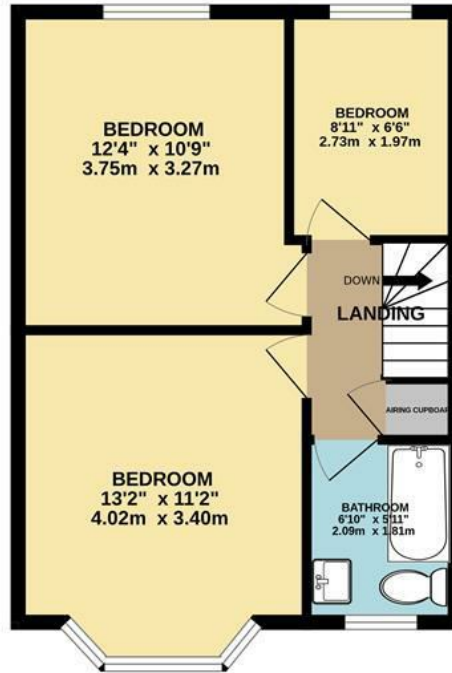 BEDROOM
12'4" x 10'9"
3.75m x 3.27m
BEDROOM
8'11" x 6'6"
2.73m x 1.97m
DOWN
LANDING
AIRING CUPBOARD
BEDROOM
13'2" x 11'2"
4.02m x 3.40m
BATHROOM
6'10" x 5'11"
2.09m x 1.81m